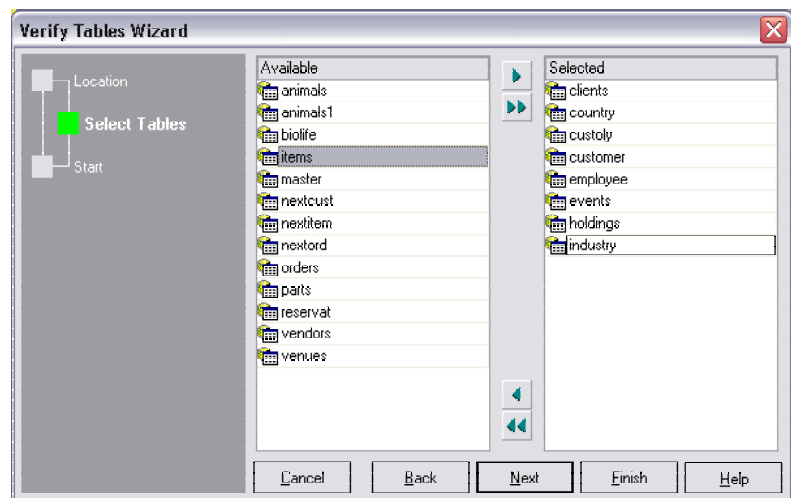 Verify Tables Wizard
Location
Select Tables
Start
Available
animals
animals1
biolife
items
master
nextcust
nextitem
nextord
orders
parts
reservat
vendors
venues
Selected
clients
country
custoly
customer
employee
events
holdings
industry
Cancel
Back
Next
Finish
Help